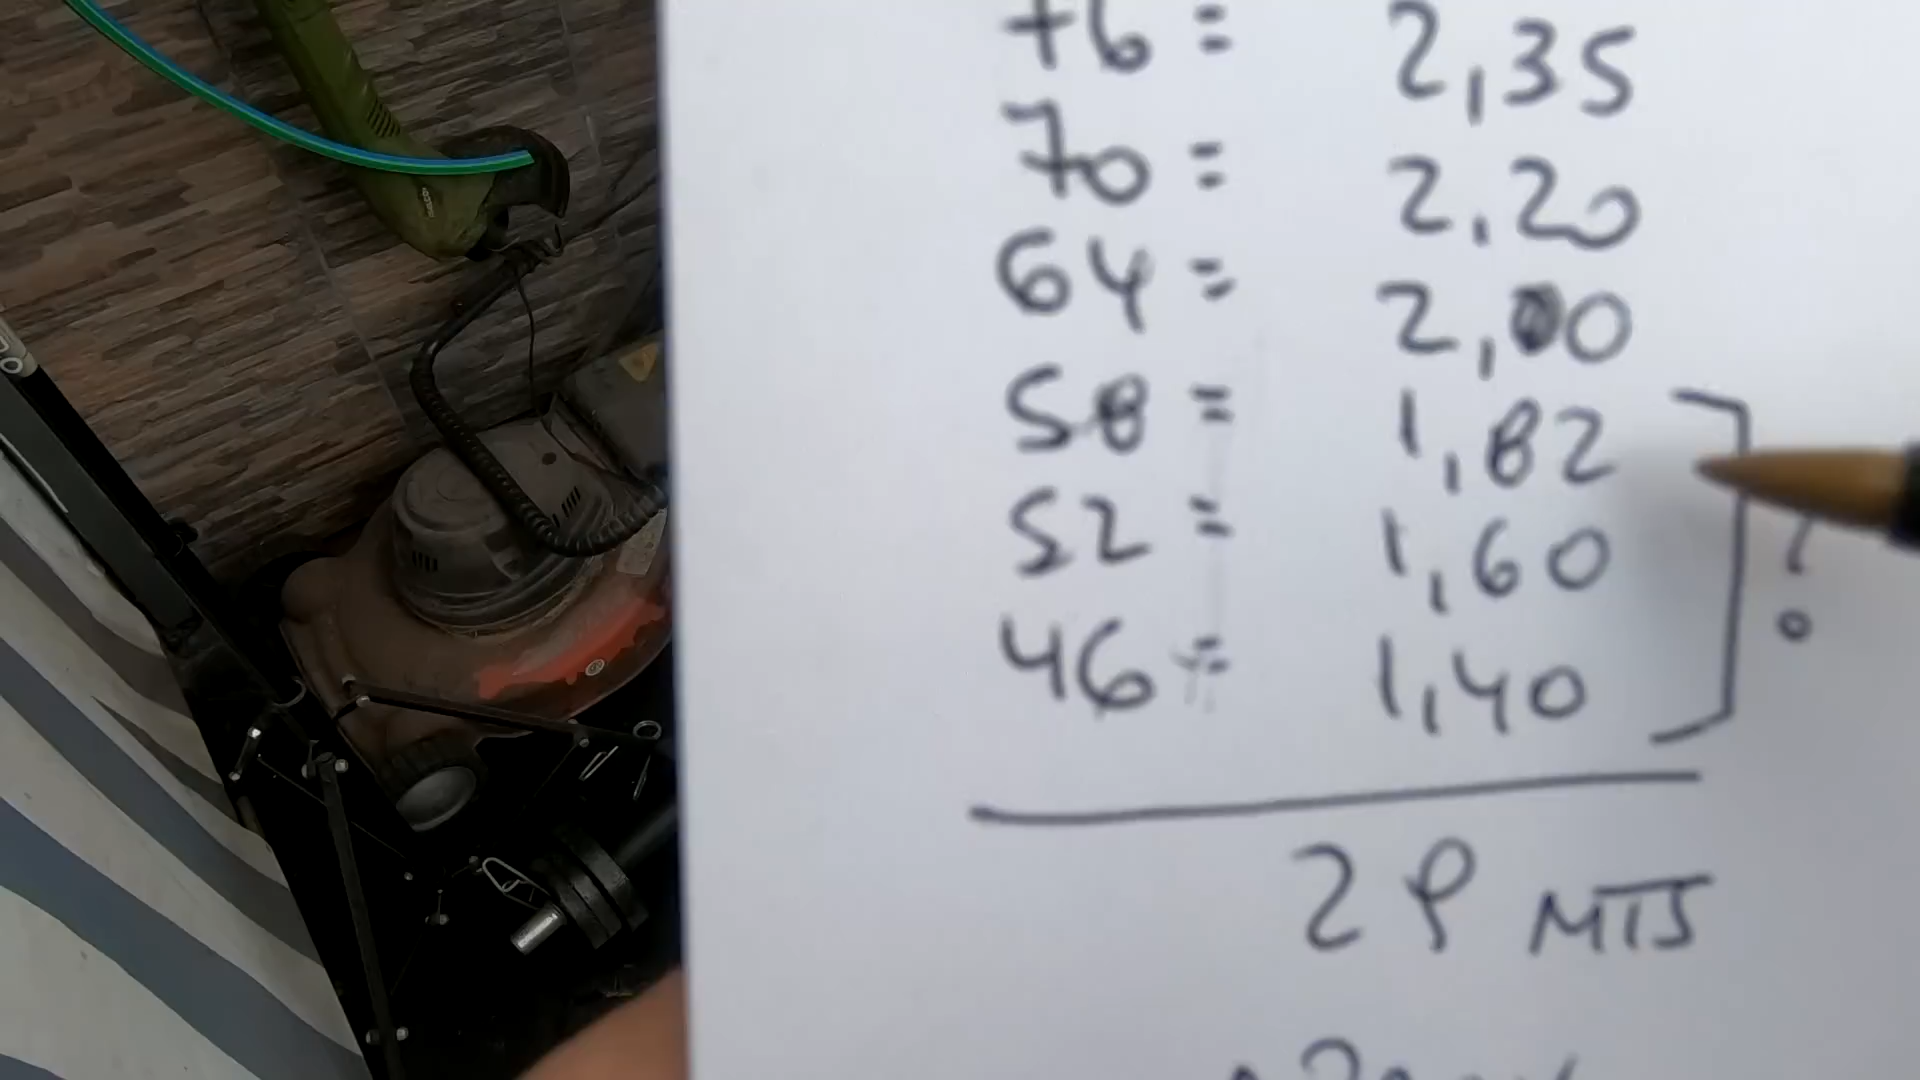 76 = 2,35
70 = 2,20
64 = 2,00
58 = 1,82
52 = 1,60
46 = 1,40
?
29 MTS